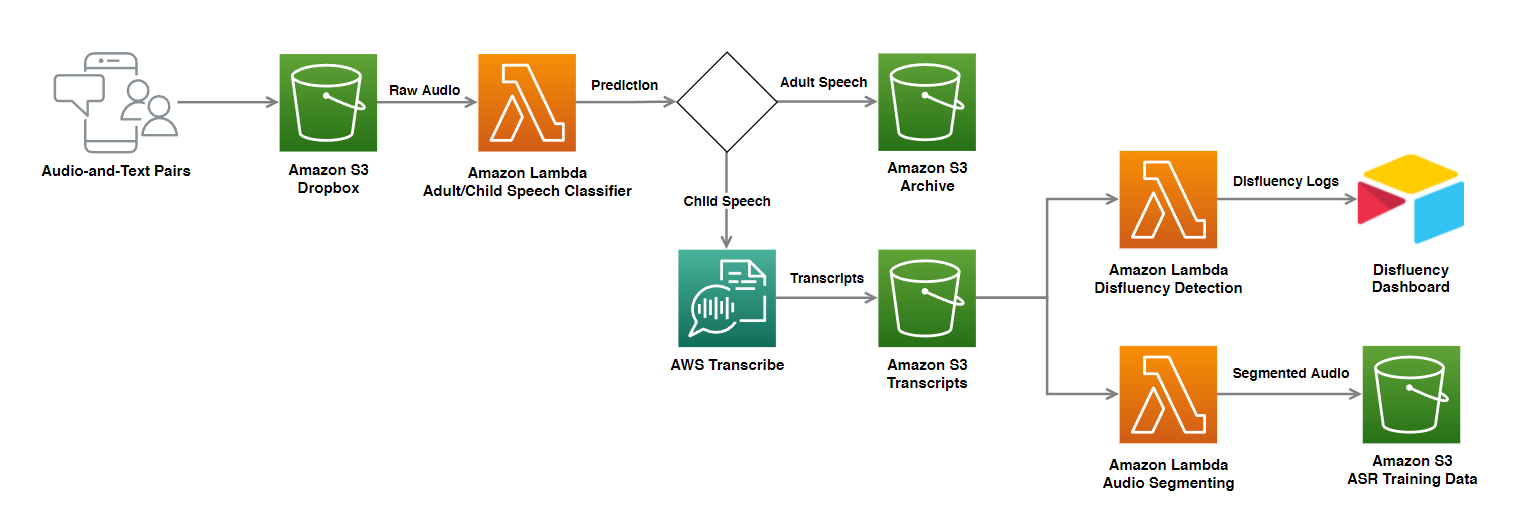 Audio-and-Text Pairs
Amazon S3
Dropbox
Raw Audio
Amazon Lambda
Adult/Child Speech Classifier
Prediction
Adult Speech
Amazon S3
Archive
Child Speech
AWS Transcribe
Transcripts
Amazon S3
Transcripts
Amazon Lambda
Disfluency Detection
Disfluency Logs
Disfluency
Dashboard
Amazon Lambda
Audio Segmenting
Segmented Audio
Amazon S3
ASR Training Data